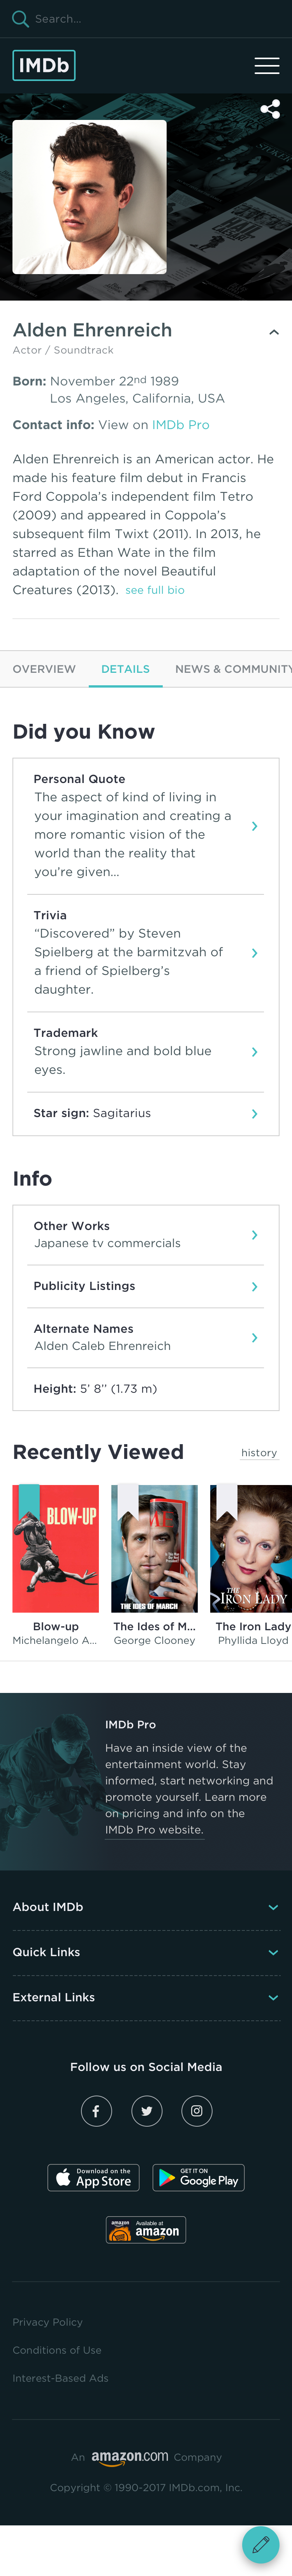 Search...
IMDb
Alden Ehrenreich
Actor / Soundtrack
Born: November 22nd 1989
Los Angeles, California, USA
Contact info: View on IMDb Pro
Alden Ehrenreich is an American actor. He
made his feature film debut in Francis
Ford Coppola's independent film Tetro
(2009) and appeared in Coppola's
subsequent film Twixt (2011). In 2013, he
starred as Ethan Wate in the film
adaptation of the novel Beautiful
Creatures (2013). see full bio
OVERVIEW DETAILS NEWS & COMMUNITY
Did you Know
Personal Quote
The aspect of kind of living in
your imagination and creating a
more romantic vision of the
world than the reality that
you're given...
Trivia
“Discovered” by Steven
Spielberg at the barmitzvah of
a friend of Spielberg's
daughter.
Trademark
Strong jawline and bold blue
eyes.
Star sign: Sagitarius
Info
Other Works
Japanese tv commercials
Publicity Listings
Alternate Names
Alden Caleb Ehrenreich
Height: 5' 8'' (1.73 m)
Recently Viewed
history
BLOW-UP
THE IDES OF MARCH
THE
IRON LADY
Blow-up
Michelangelo A...
The Ides of M...
George Clooney
The Iron Lady
Phyllida Lloyd
IMDb Pro
Have an inside view of the
entertainment world. Stay
informed, start networking and
promote yourself. Learn more
on pricing and info on the
IMDb Pro website.
About IMDb
Quick Links
External Links
Follow us on Social Media
Download on the
App Store
GET IT ON
Google Play
amazon
Available at
amazon
Privacy Policy
Conditions of Use
Interest-Based Ads
An amazon.com Company
Copyright © 1990-2017 IMDb.com, Inc.